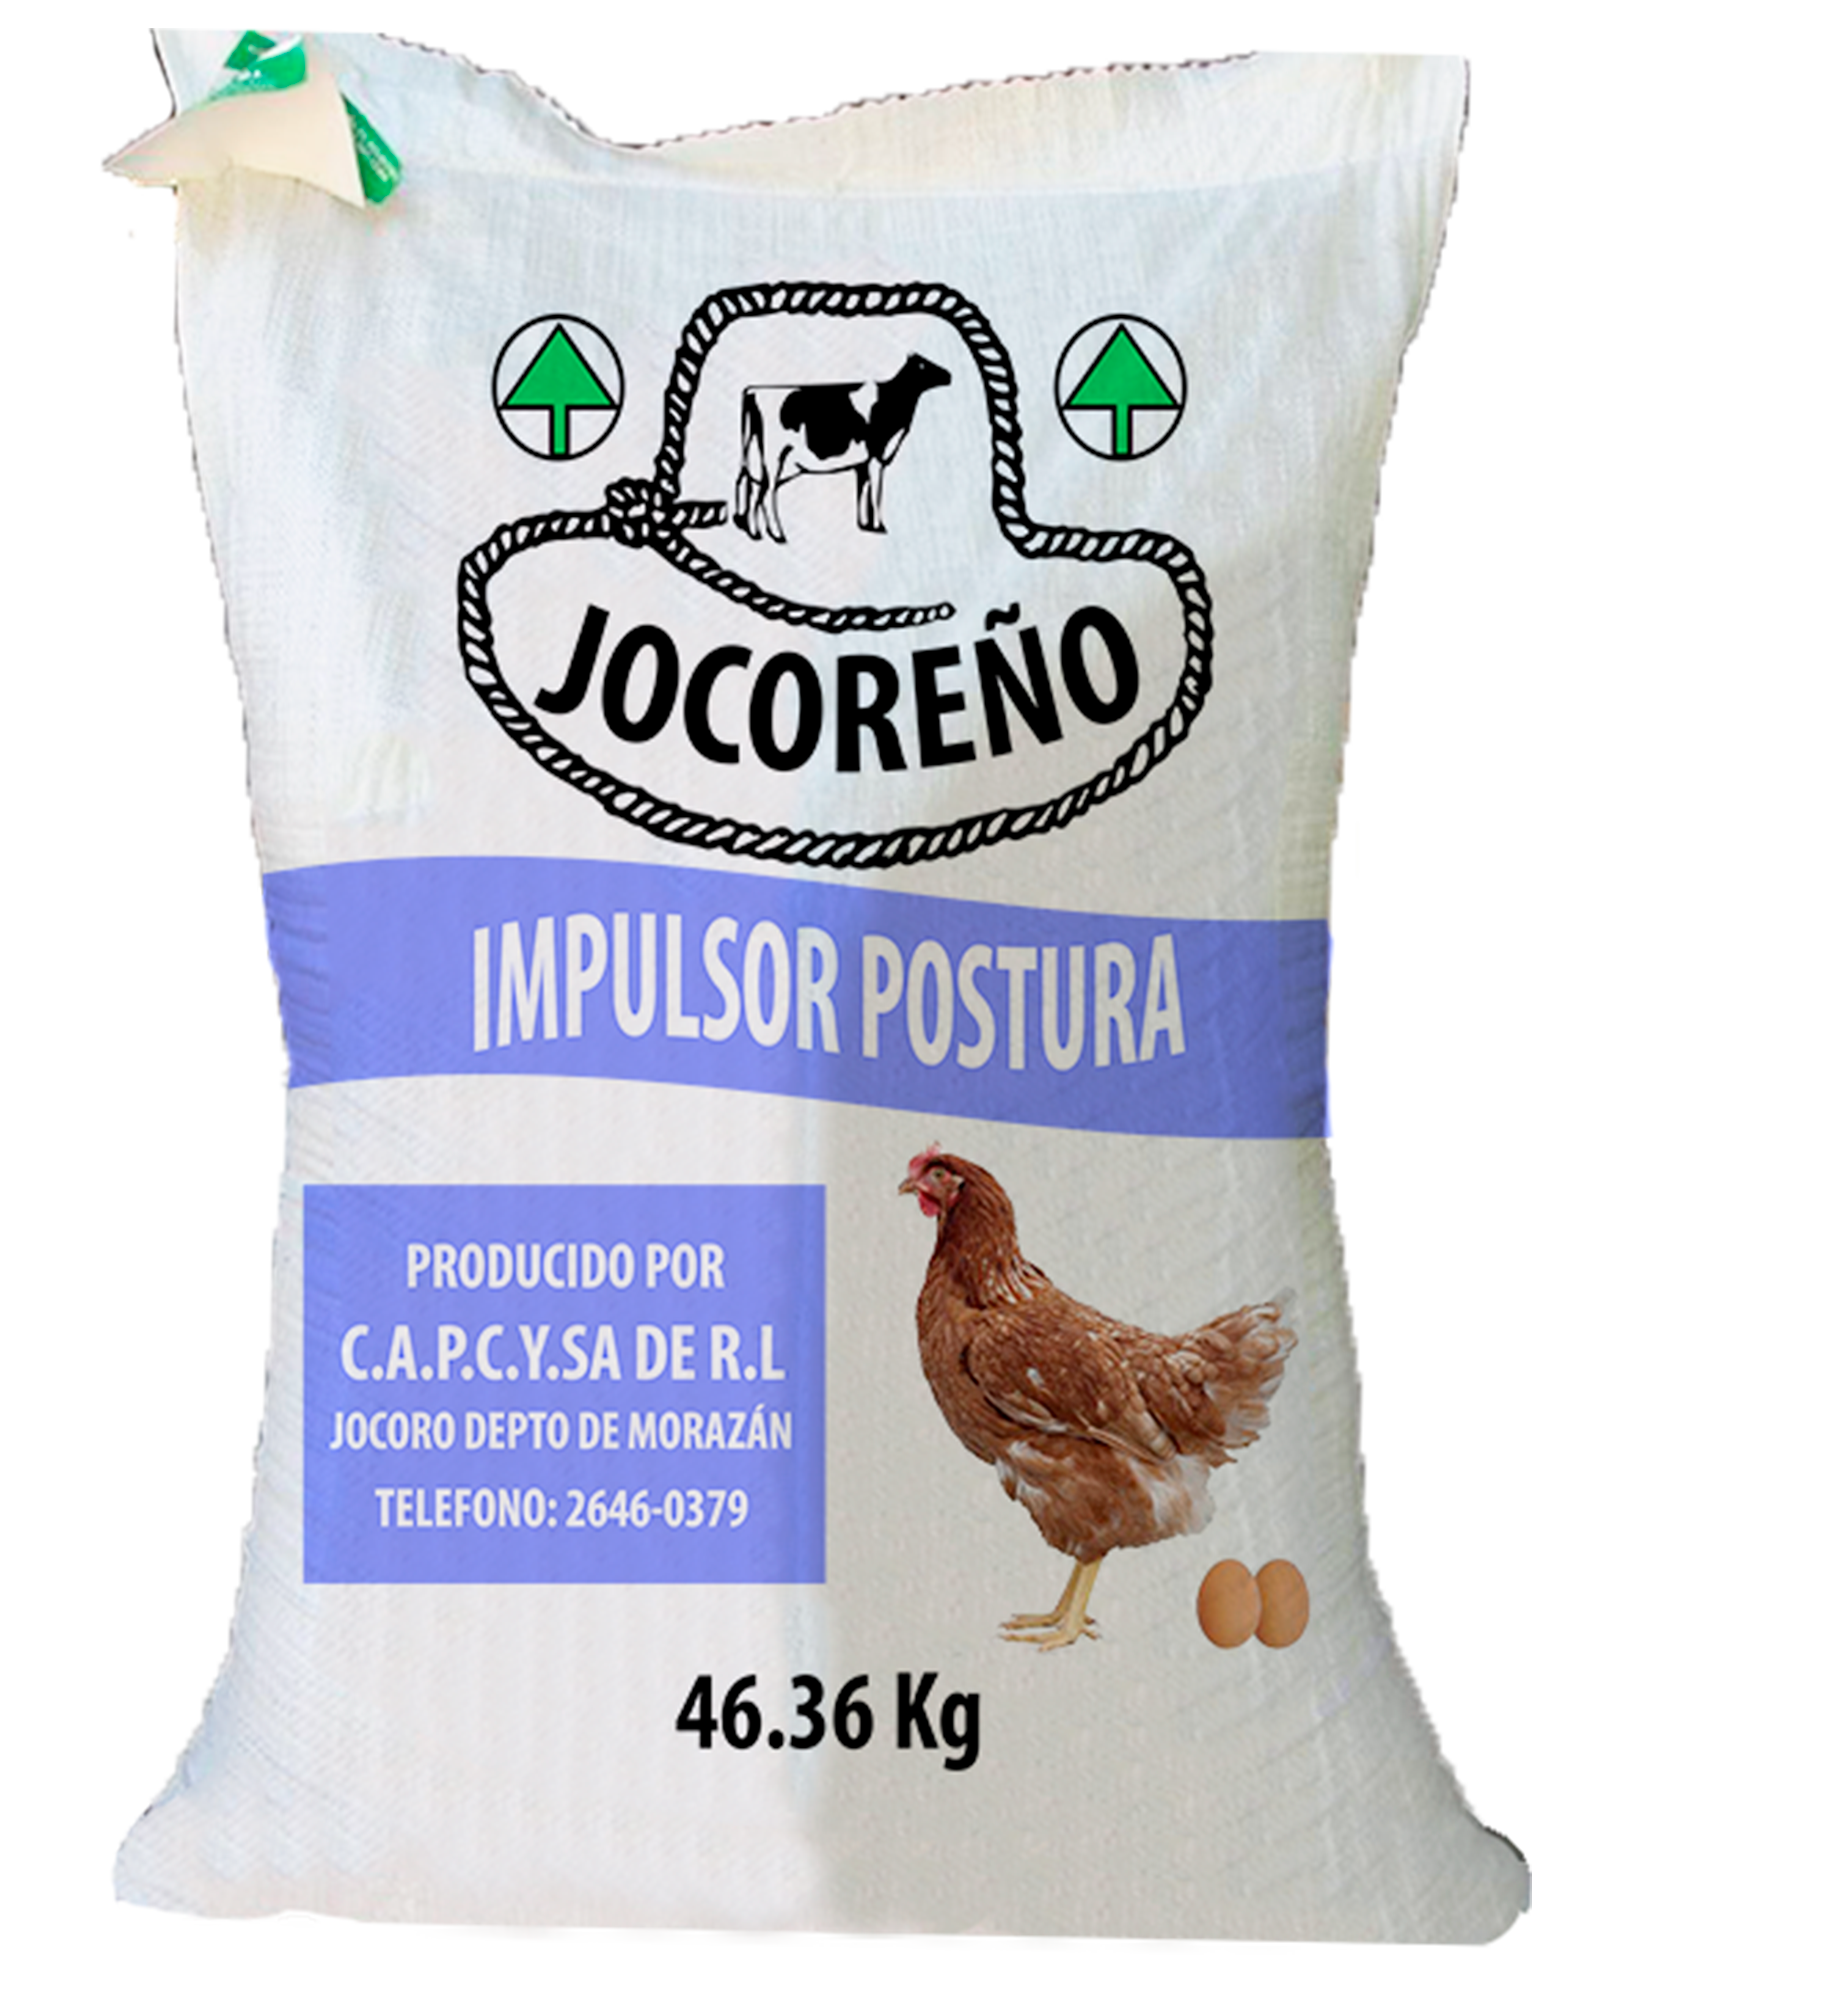 JOCOREÑO
IMPULSOR POSTURA
PRODUCIDO POR
C.A.P.C.Y.SA DE R.L
JOCORO DEPTO DE MORAZÁN
TELEFONO: 2646-0379
46.36 Kg